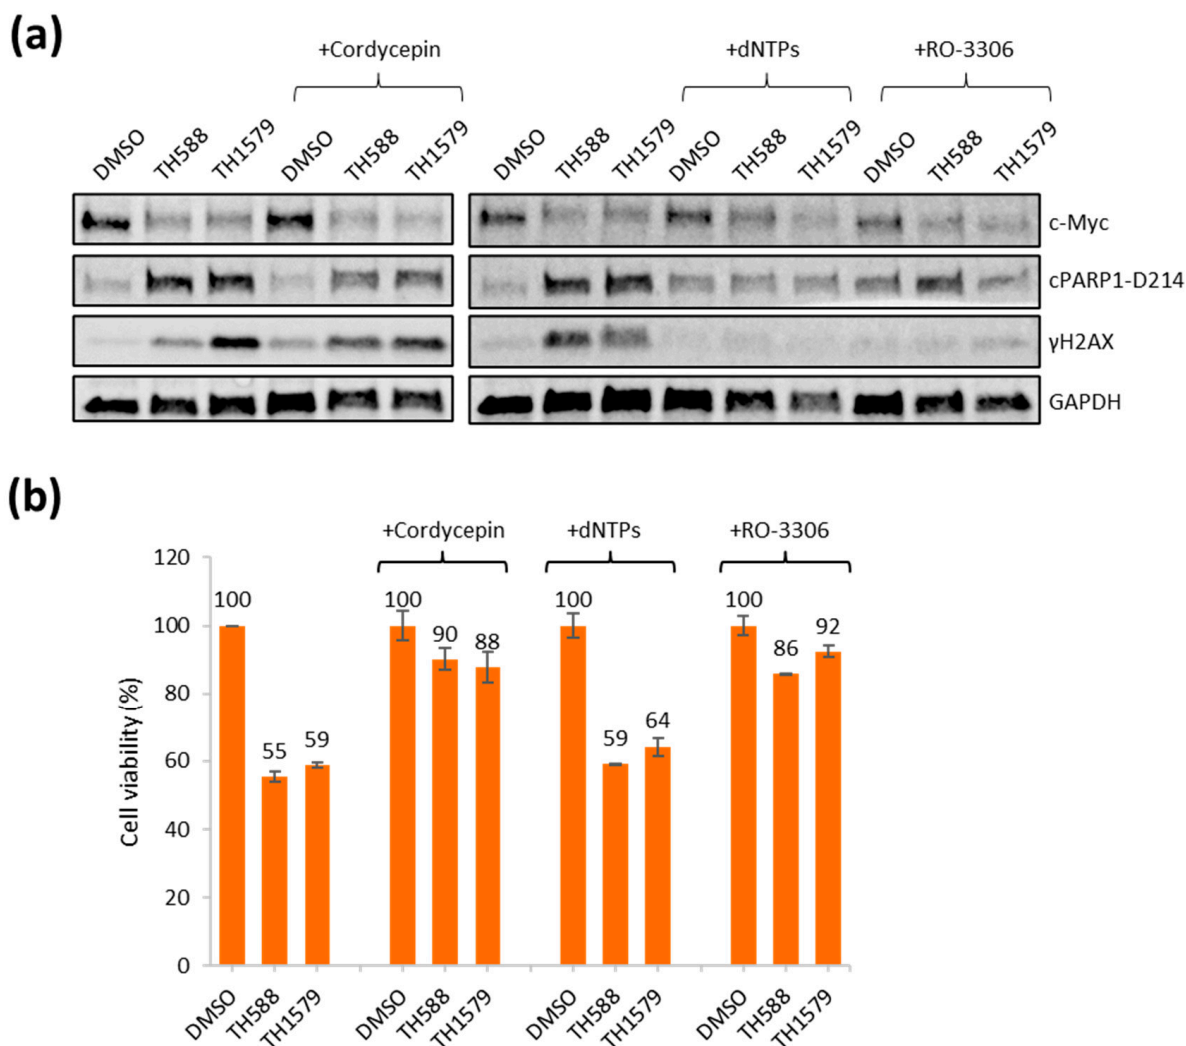 (a)
+Cordycepin +dNTPs +RO-3306
DMSO TH588 TH1579 DMSO TH588 TH1579 DMSO TH588 TH1579 DMSO TH588 TH1579 DMSO TH588 TH1579
c-Myc
cPARP1-D214
γH2AX
GAPDH
(b)
+Cordycepin +dNTPs +RO-3306
Cell viability (%)
120
100
80
60
40
20
0
100 55 59 100 90 88 100 59 64 100 86 92
DMSO TH588 TH1579 DMSO TH588 TH1579 DMSO TH588 TH1579 DMSO TH588 TH1579